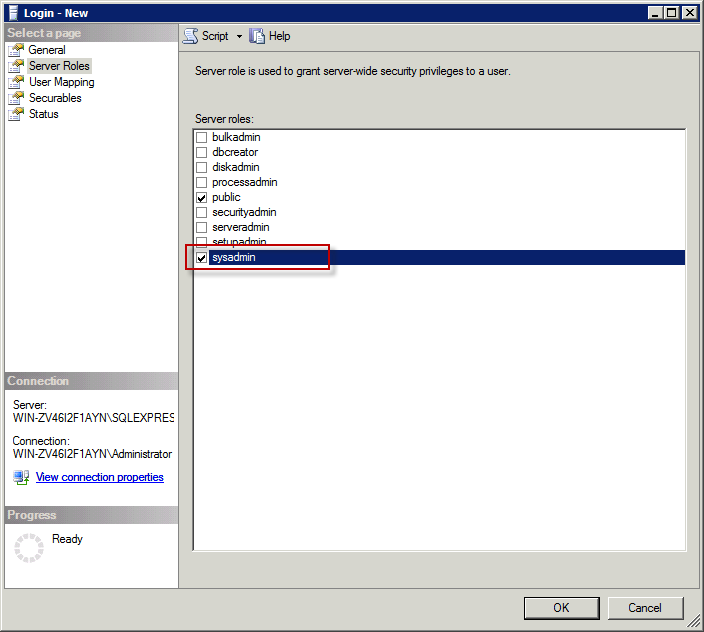 Login - New
Select a page
General
Server Roles
User Mapping
Securables
Status
Script
Help
Server role is used to grant server-wide security privileges to a user.
Server roles:
bulkadmin
dbcreator
diskadmin
processadmin
public
securityadmin
serveradmin
setupadmin
sysadmin
Connection
Server:
WIN-ZV46I2F1AYN\SQLEXPRES
Connection:
WIN-ZV46I2F1AYN\Administrator
View connection properties
Progress
Ready
OK
Cancel